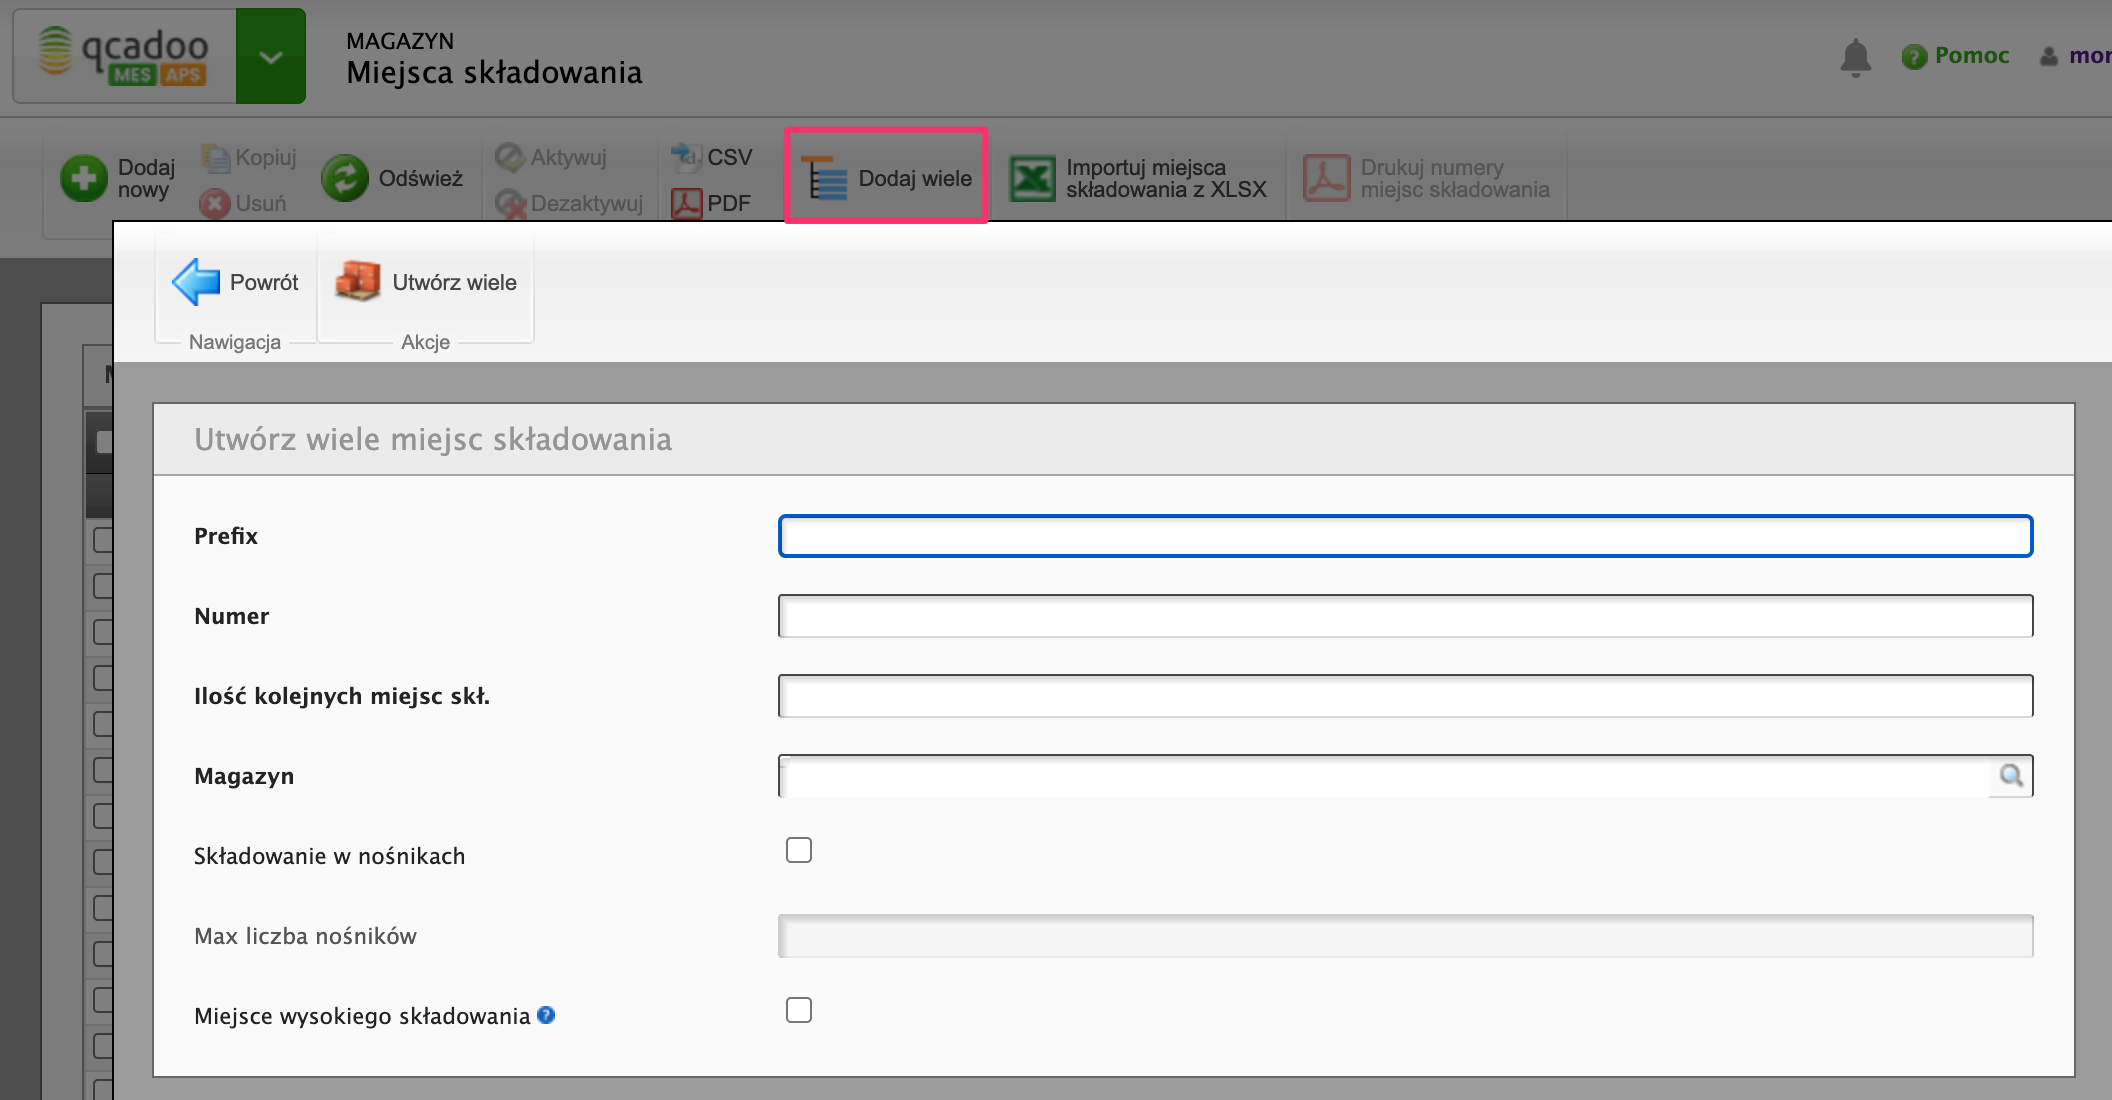 qcadoo
MES APS
MAGAZYN
Miejsca składowania
Pomoc
Dodaj nowy
Kopiuj
Usuń
Odśwież
Aktywuj
Dezaktywuj
CSV
PDF
Dodaj wiele
Importuj miejsca
składowania z XLSX
Drukuj numery
miejsc składowania
Powrót
Utwórz wiele
Nawigacja
Akcje
Utwórz wiele miejsc składowania
Prefix
Numer
Ilość kolejnych miejsc skł.
Magazyn
Składowanie w nośnikach
Max liczba nośników
Miejsce wysokiego składowania